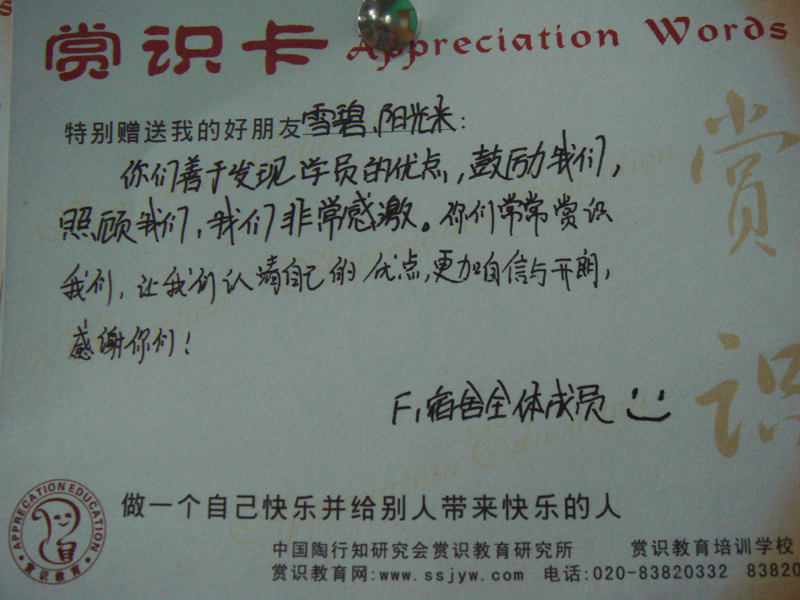 赏识卡 Appreciation Words
特别赠送我的好朋友雪碧、阳光米:
你们善于发现学员的优点,鼓励我们,
照顾我们,我们非常感激。你们常常赏识
我们,让我们认清自己的优点,更加自信与开朗,
感谢你们!
F1宿舍全体成员
赏
识
做一个自己快乐并给别人带来快乐的人
中国陶行知研究会赏识教育研究所 赏识教育培训学校
赏识教育网:www.ssjyw.com 电话:020-83820332 83820
APPRECATION EDUCATION
赏识教育